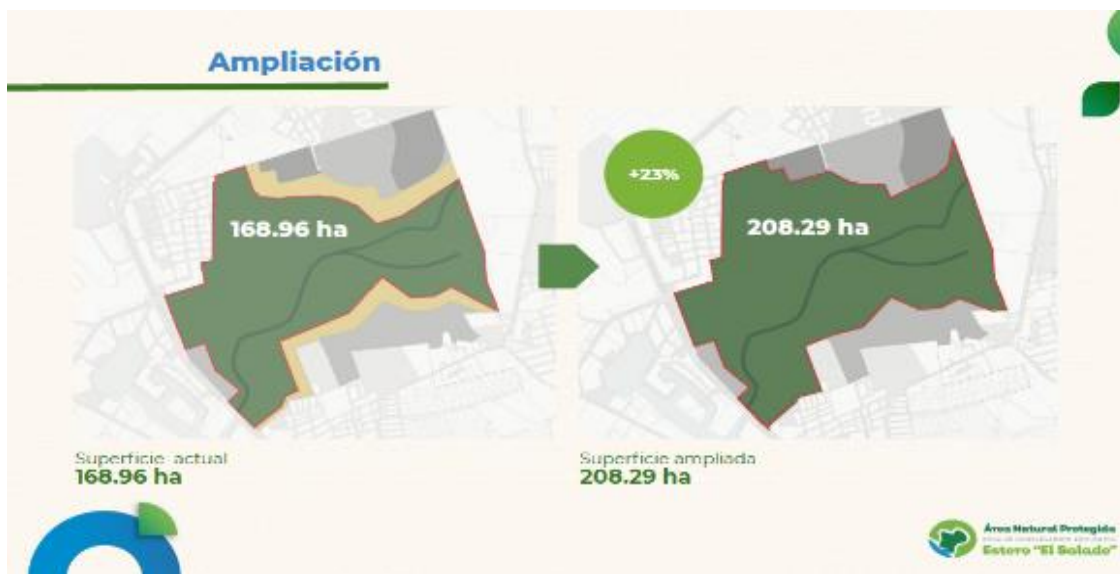 Ampliación
168.96 ha
+23%
208.29 ha
Superficie actual
168.96 ha
Superficie ampliada
208.29 ha
Área Natural Protegida
Estero "El Salado"